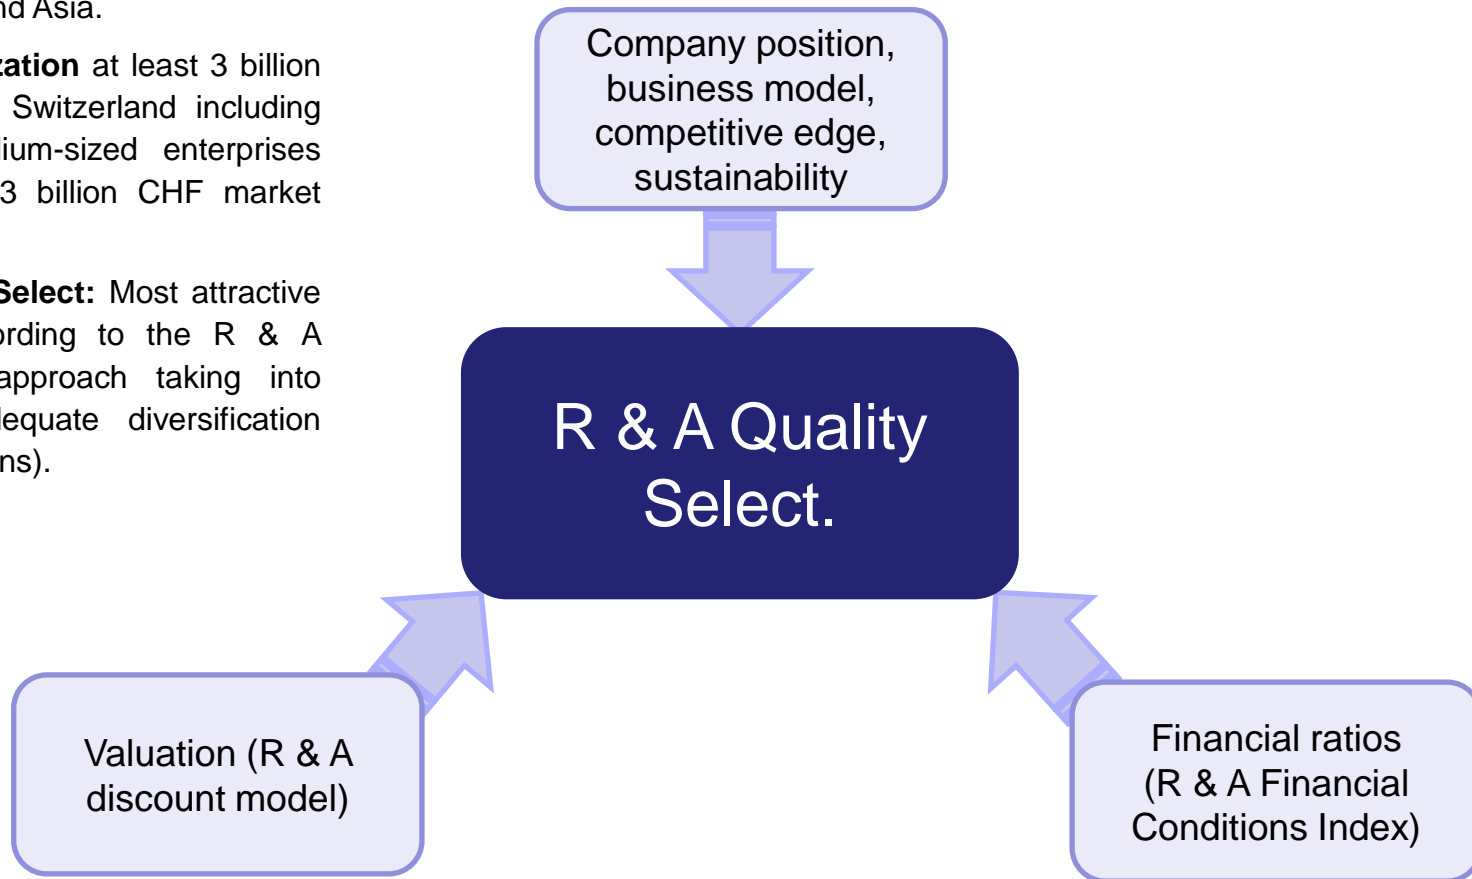 nd Asia.
zation at least 3 billion
Switzerland including
lium-sized enterprises
3 billion CHF market
Select: Most attractive
ording to the R & A
approach taking into
lequate diversification
ns).
Company position,
business model,
competitive edge,
sustainability
R & A Quality
Select.
Valuation (R & A
discount model)
Financial ratios
(R & A Financial
Conditions Index)